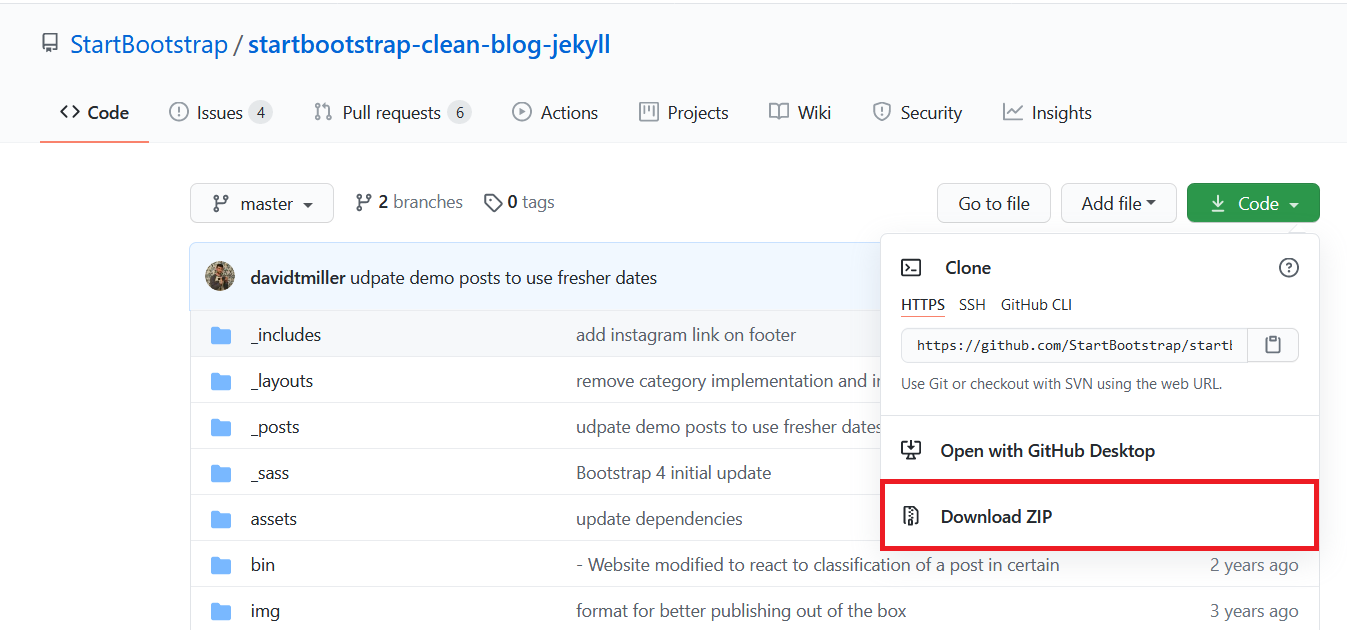 StartBootstrap / startbootstrap-clean-blog-jekyll
Code Issues 4 Pull requests 6 Actions Projects Wiki Security Insights
master 2 branches 0 tags Go to file Add file Code
davidtmiller udpate demo posts to use fresher dates
_includes add instagram link on footer
_layouts remove category implementation and
_posts udpate demo posts to use fresher dates
_sass Bootstrap 4 initial update
assets update dependencies
bin - Website modified to react to classification of a post in certain 2 years ago
img format for better publishing out of the box 3 years ago
Clone
HTTPS SSH GitHub CLI
https://github.com/StartBootstrap/start
Use Git or checkout with SVN using the web URL.
Open with GitHub Desktop
Download ZIP